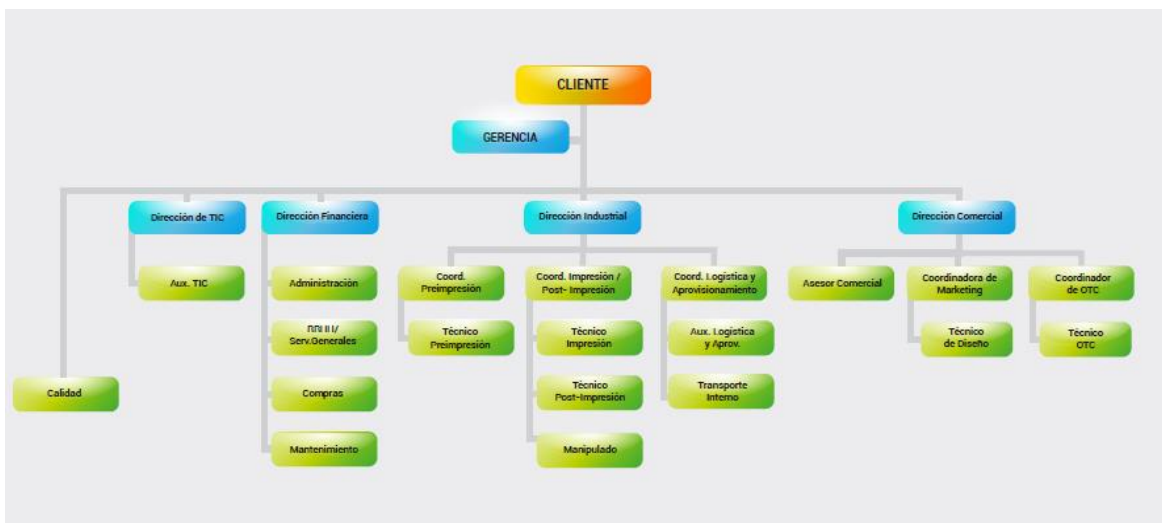 CLIENTE
GERENCIA
Dirección de TIC
Dirección Financiera
Dirección Industrial
Dirección Comercial
Aux. TIC
Administración
Coord.
Preimpresión
Coord. Impresión /
Post- Impresión
Coord. Logística y
Aprovisionamiento
Asesor Comercial
Coordinadora de
Marketing
Coordinador
de OTC
RRHH/
Serv.Generales
Técnico
Preimpresión
Técnico
Impresión
Aux. Logística
y Aprov.
Técnico
de Diseño
Técnico
OTC
Calidad
Compras
Técnico
Post-Impresión
Transporte
Interno
Mantenimiento
Manipulado